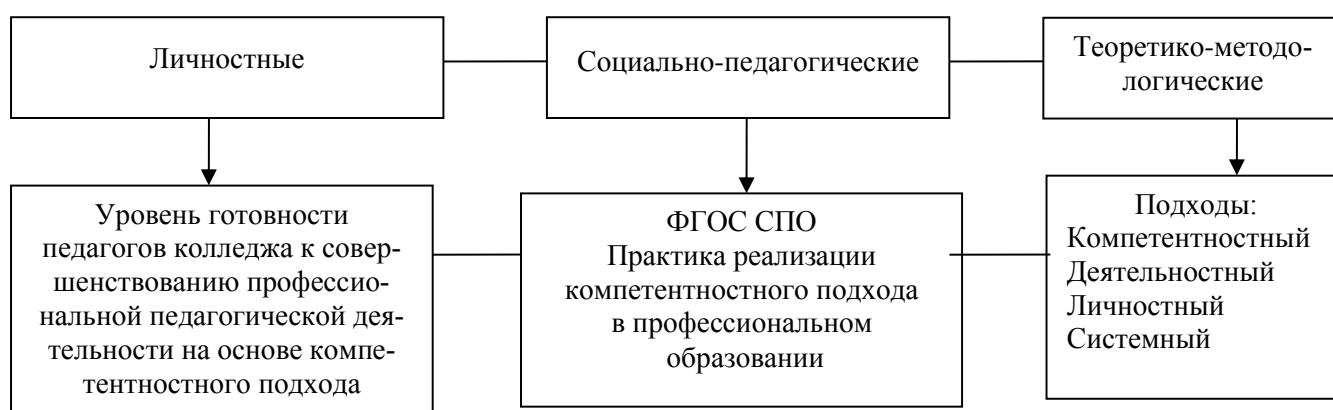 Личностные
Социально-педагогические
Теоретико-методо-
логические
Уровень готовности
педагогов колледжа к совер-
шенствованию профессио-
нальной педагогической дея-
тельности на основе компе-
тентностного подхода
ФГОС СПО
Практика реализации
компетентностного подхода
в профессиональном
образовании
Подходы:
Компетентностный
Деятельностный
Личностный
Системный